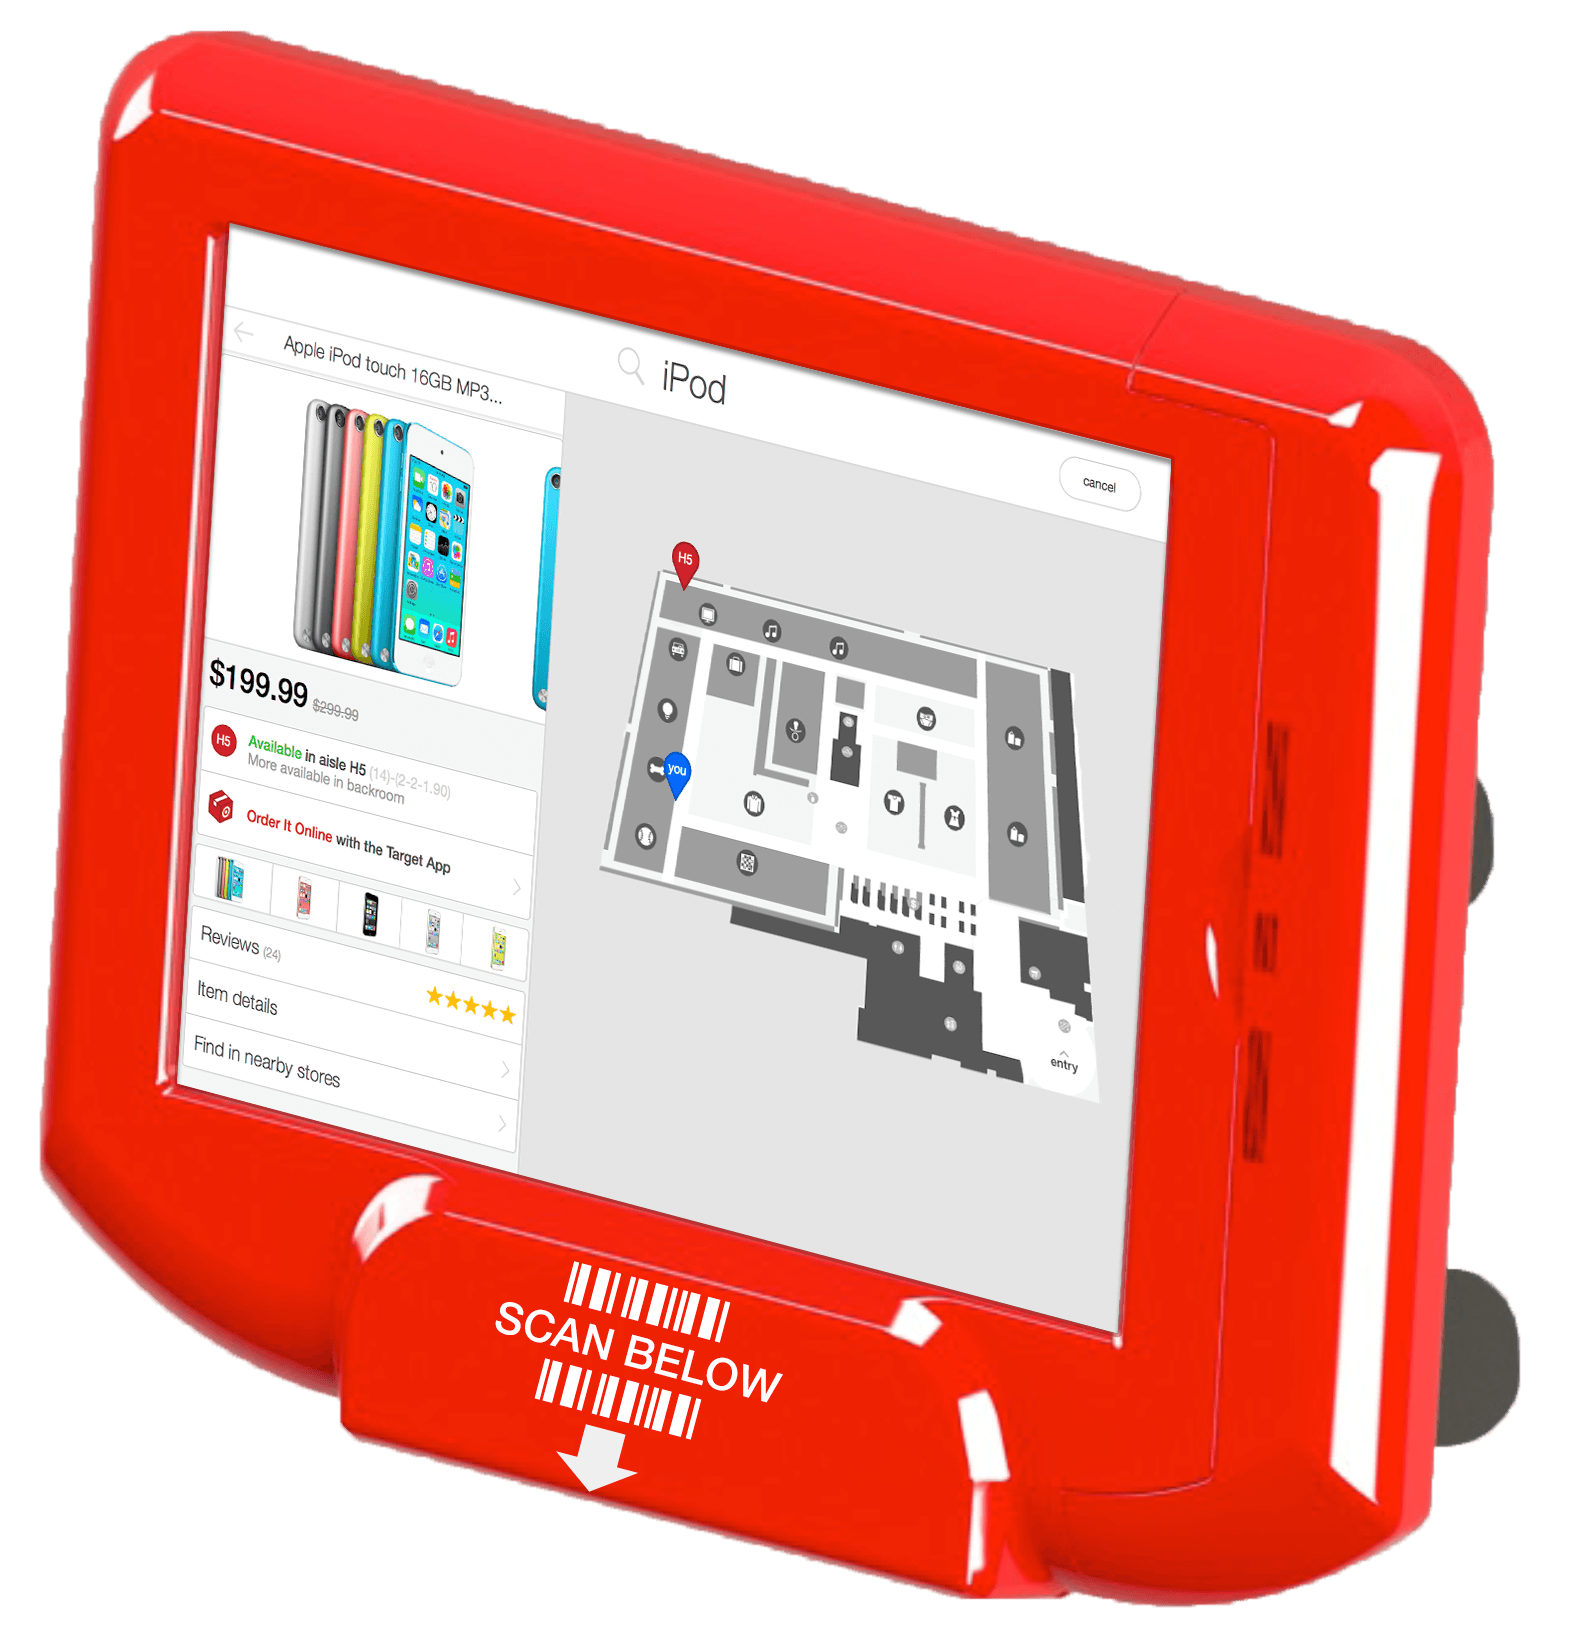 iPod
cancel
Apple iPod touch 16GB MP3...
$199.99 $299.99
H5
Available in aisle H5 (14)-(2-2-1.90)
More available in backroom
Order It Online with the Target App
Reviews (24)
Item details
Find in nearby stores
H5
you
entry
SCAN BELOW